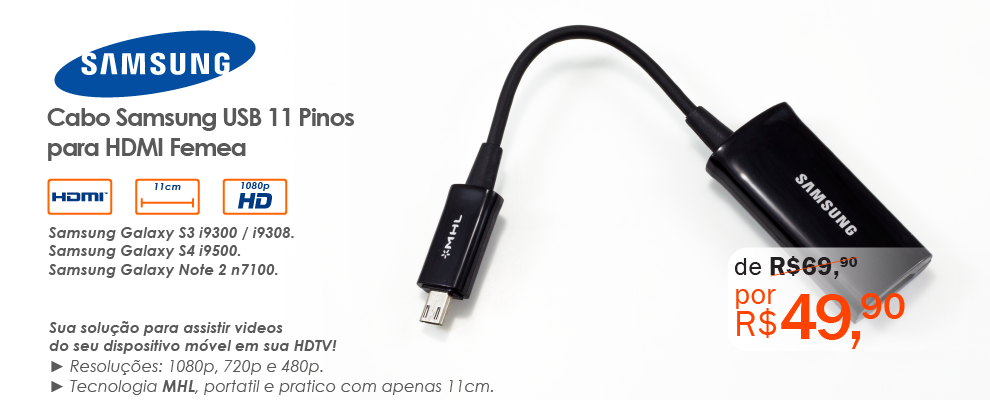 SAMSUNG
Cabo Samsung USB 11 Pinos
para HDMI Femea
HDMI
11cm
1080p
HD
Samsung Galaxy S3 i9300 / i9308.
Samsung Galaxy S4 i9500.
Samsung Galaxy Note 2 n7100.
Sua solução para assistir videos
do seu dispositivo móvel em sua HDTV!
► Resoluções: 1080p, 720p e 480p.
► Tecnologia MHL, portatil e pratico com apenas 11cm.
MHL
SAMSUNG
de R$69,90
por
R$49,90